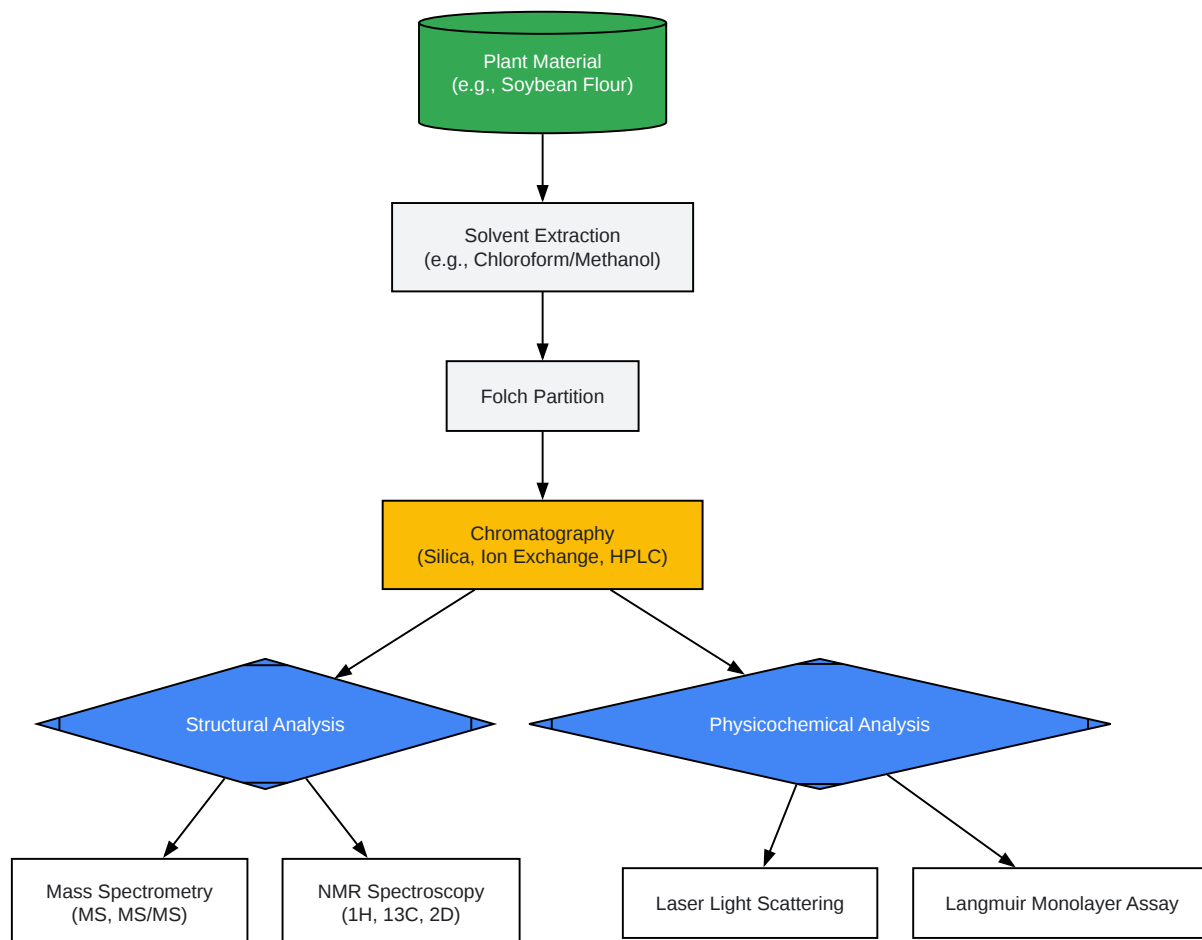 Plant Material
(e.g., Soybean Flour)
Solvent Extraction
(e.g., Chloroform/Methanol)
Folch Partition
Chromatography
(Silica, Ion Exchange, HPLC)
Structural Analysis
Physicochemical Analysis
Mass Spectrometry
(MS, MS/MS)
NMR Spectroscopy
(1H, 13C, 2D)
Laser Light Scattering
Langmuir Monolayer Assay